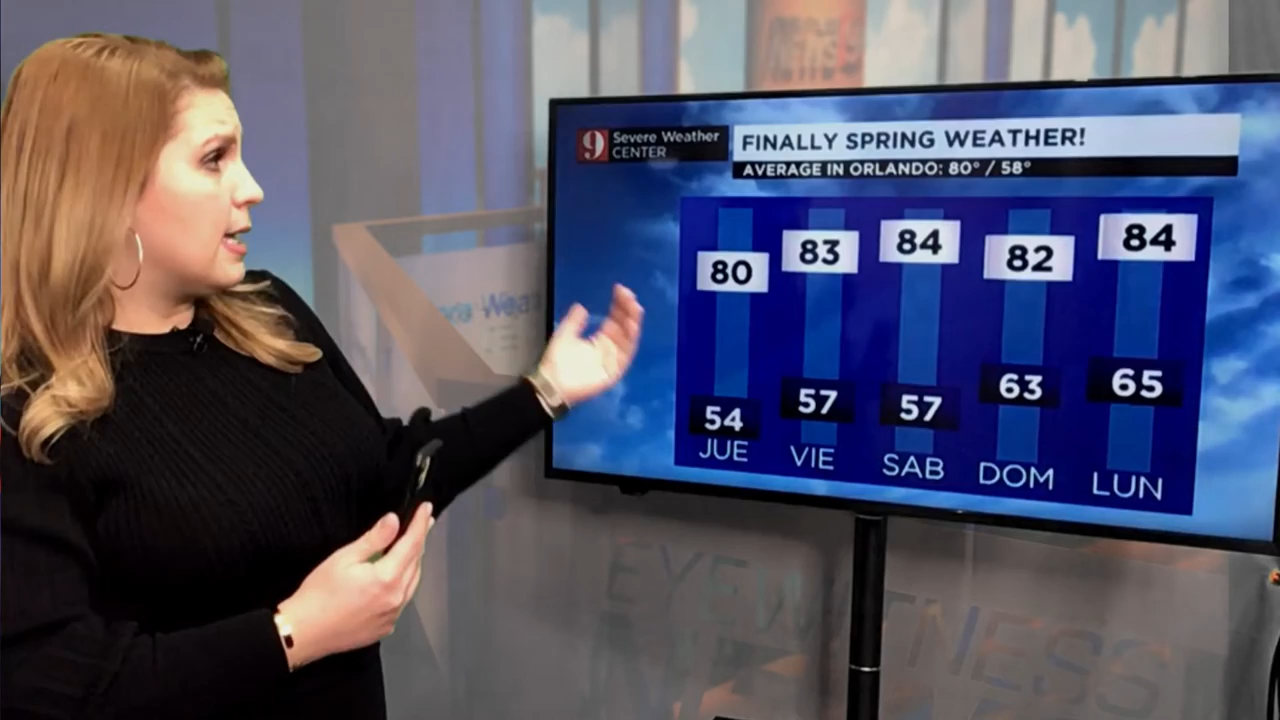 9 Severe Weather
CENTER
FINALLY SPRING WEATHER!
AVERAGE IN ORLANDO: 80° / 58°
80 83 84 82 84
54 57 57 63 65
JUE VIE SAB DOM LUN
EYEWITNESS